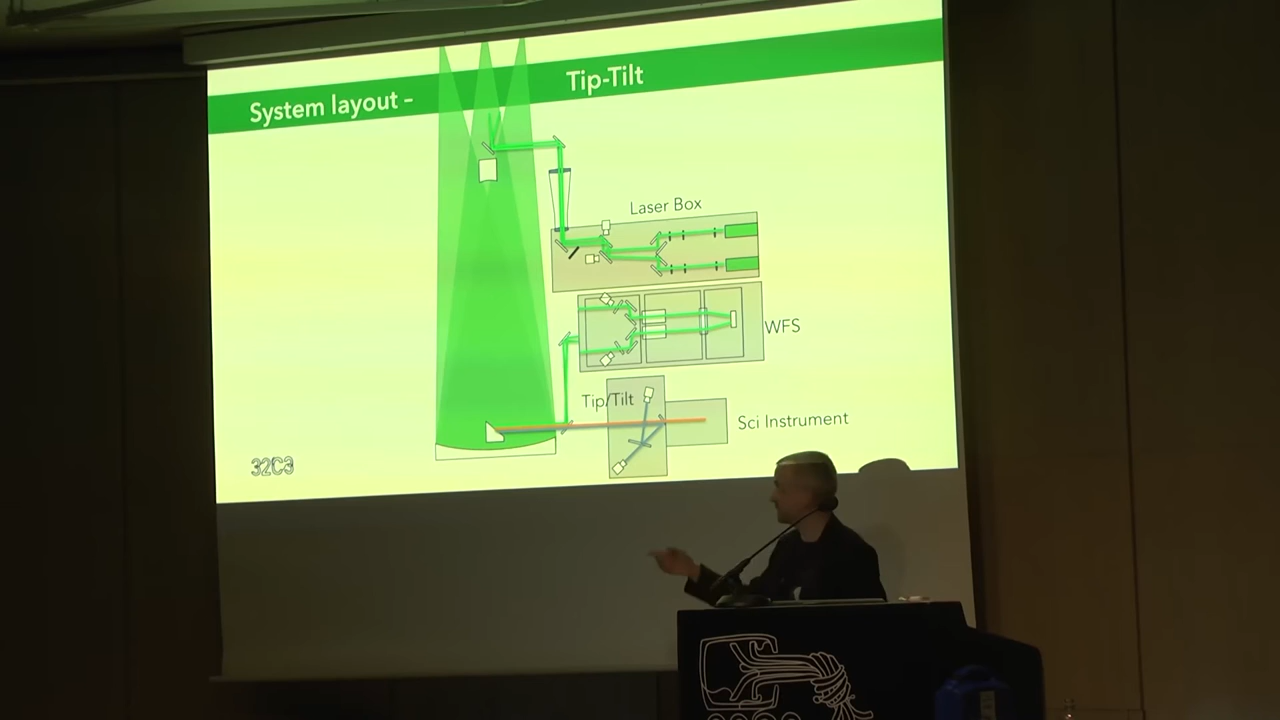 System layout – Tip-Tilt
Laser Box
WFS
Tip/Tilt
Sci Instrument
32C3